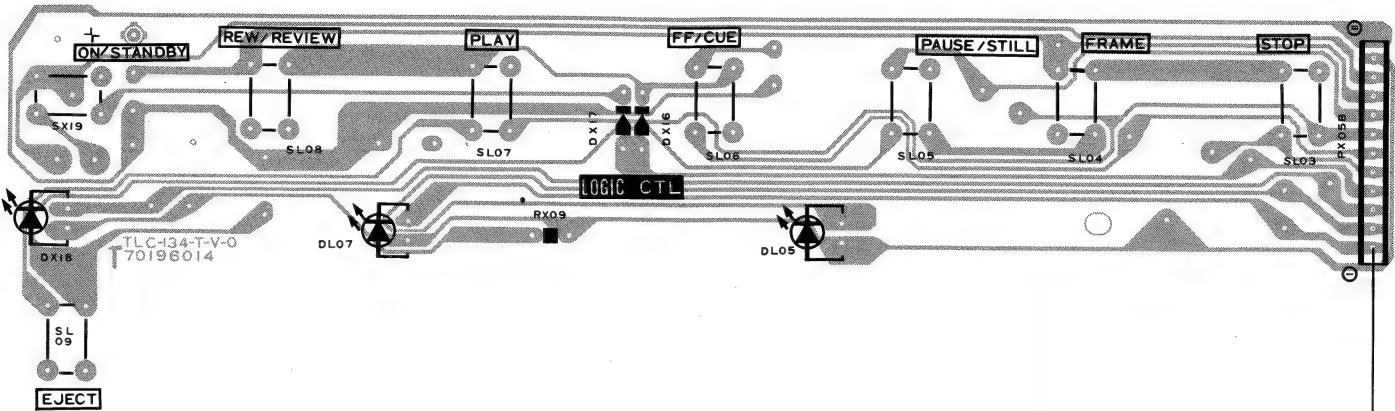 ON/STANDBY
REW/REVIEW
PLAY
FF/CUE
PAUSE/STILL
FRAME
STOP
SX19
SL08
SL07
DX17
DX16
SL06
SL05
SL04
SL03
PX05B
LOGIC CTL
DX18
TLC-134-T-V-0
70196014
DL07
RX09
DL05
SL
09
EJECT